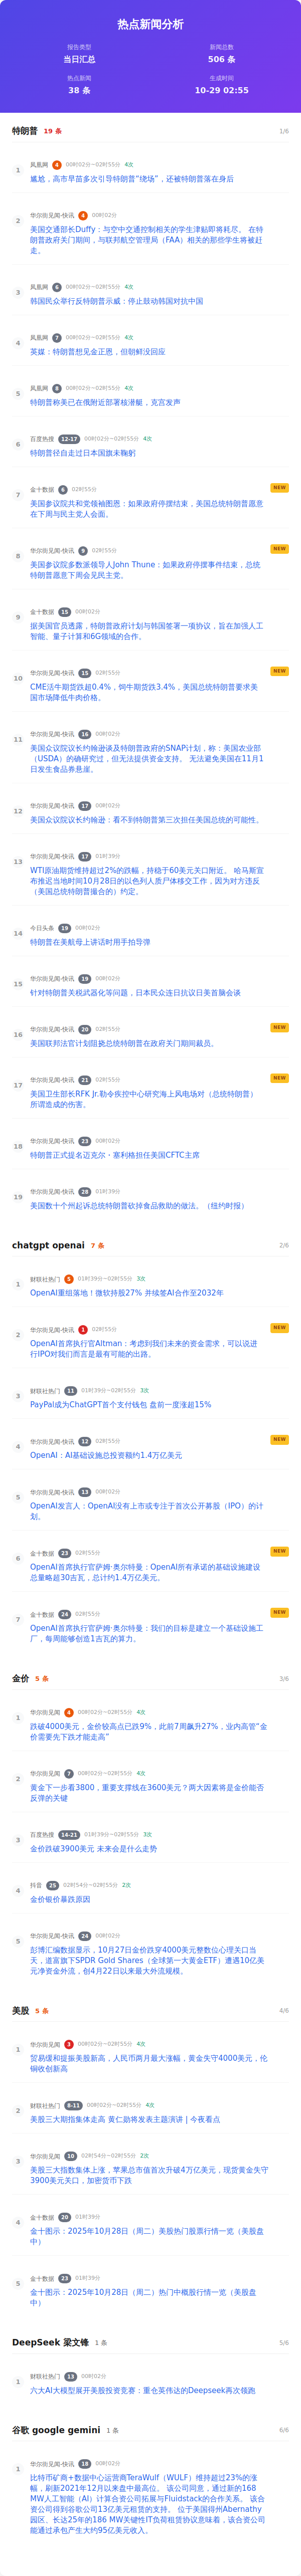 热点新闻分析
报告类型
新闻总数
当日汇总
506 条
热点新闻
生成时间
38 条
10-29 02:55
特朗普 19 条 1/6
1
凤凰网 4 00时02分~02时55分 4次
尴尬，高市早苗多次引导特朗普“绕场”，还被特朗普落在身后
2
华尔街见闻-快讯 4 00时02分
美国交通部长Duffy：与空中交通控制相关的学生津贴即将耗尽。 在特
朗普政府关门期间，与联邦航空管理局（FAA）相关的那些学生将被赶
走。
3
凤凰网 6 00时02分~02时55分 4次
韩国民众举行反特朗普示威：停止鼓动韩国对抗中国
4
凤凰网 7 00时02分~02时55分 4次
英媒：特朗普想见金正恩，但朝鲜没回应
5
凤凰网 8 00时02分~02时55分 4次
特朗普称美已在俄附近部署核潜艇，克宫发声
6
百度热搜 12-17 00时02分~02时55分 4次
特朗普径自走过日本国旗未鞠躬
7
金十数据 6 02时55分 NEW
美国参议院共和党领袖图恩：如果政府停摆结束，美国总统特朗普愿意
在下周与民主党人会面。
8
华尔街见闻-快讯 9 02时55分 NEW
美国参议院多数派领导人John Thune：如果政府停摆事件结束，总统
特朗普愿意下周会见民主党。
9
金十数据 15 00时02分
据美国官员透露，特朗普政府计划与韩国签署一项协议，旨在加强人工
智能、量子计算和6G领域的合作。
10
华尔街见闻-快讯 15 02时55分 NEW
CME活牛期货跌超0.4%，饲牛期货跌3.4%，美国总统特朗普要求美
国市场降低牛肉价格。
11
华尔街见闻-快讯 16 00时02分
美国众议院议长约翰逊谈及特朗普政府的SNAP计划，称：美国农业部
（USDA）的确研究过，但无法提供资金支持。 无法避免美国在11月1
日发生食品券悬崖。
12
华尔街见闻-快讯 17 00时02分
美国众议院议长约翰逊：看不到特朗普第三次担任美国总统的可能性。
13
华尔街见闻-快讯 17 01时39分
WTI原油期货维持超过2%的跌幅，持稳于60美元关口附近。 哈马斯宣
布推迟当地时间10月28日的以色列人质尸体移交工作，因为对方违反
（美国总统特朗普撮合的）约定。
14
今日头条 19 00时02分
特朗普在美航母上讲话时用手拍导弹
15
华尔街见闻-快讯 19 00时02分
针对特朗普关税武器化等问题，日本民众连日抗议日美首脑会谈
16
华尔街见闻-快讯 20 02时55分 NEW
美国联邦法官计划阻挠总统特朗普在政府关门期间裁员。
17
华尔街见闻-快讯 21 02时55分 NEW
美国卫生部长RFK Jr.勒令疾控中心研究海上风电场对（总统特朗普）
所谓造成的伤害。
18
华尔街见闻-快讯 23 00时02分
特朗普正式提名迈克尔・塞利格担任美国CFTC主席
19
华尔街见闻-快讯 28 01时39分
美国数十个州起诉总统特朗普砍掉食品救助的做法。（纽约时报）
chatgpt openai 7 条 2/6
1
财联社热门 5 01时39分~02时55分 3次
OpenAI重组落地！微软持股27% 并续签AI合作至2032年
2
华尔街见闻-快讯 1 02时55分 NEW
OpenAI首席执行官Altman：考虑到我们未来的资金需求，可以说进
行IPO对我们而言是最有可能的出路。
3
财联社热门 11 01时39分~02时55分 3次
PayPal成为ChatGPT首个支付钱包 盘前一度涨超15%
4
华尔街见闻-快讯 12 02时55分 NEW
OpenAI：AI基础设施总投资额约1.4万亿美元
5
华尔街见闻-快讯 13 00时02分
OpenAI发言人：OpenAI没有上市或专注于首次公开募股（IPO）的计
划。
6
金十数据 23 02时55分 NEW
OpenAI首席执行官萨姆·奥尔特曼：OpenAI所有承诺的基础设施建设
总量略超30吉瓦，总计约1.4万亿美元。
7
金十数据 24 02时55分 NEW
OpenAI首席执行官萨姆·奥尔特曼：我们的目标是建立一个基础设施工
厂，每周能够创造1吉瓦的算力。
金价 5 条 3/6
1
华尔街见闻 4 00时02分~02时55分 4次
跌破4000美元，金价较高点已跌9%，此前7周飙升27%，业内高管“金
价需要先下跌才能走高”
2
华尔街见闻 7 00时02分~02时55分 4次
黄金下一步看3800，重要支撑线在3600美元？两大因素将是金价能否
反弹的关键
3
百度热搜 14-21 01时39分~02时55分 3次
金价跌破3900美元 未来会是什么走势
4
抖音 25 02时54分~02时55分 2次
金价银价暴跌原因
5
华尔街见闻-快讯 24 00时02分
彭博汇编数据显示，10月27日金价跌穿4000美元整数位心理关口当
天，道富旗下SPDR Gold Shares（全球第一大黄金ETF）遭遇10亿美
元净资金外流，创4月22日以来最大外流规模。
美股 5 条 4/6
1
华尔街见闻 3 00时02分~02时55分 4次
贸易缓和提振美股新高，人民币两月最大涨幅，黄金失守4000美元，伦
铜收创新高
2
财联社热门 8-11 00时02分~02时55分 4次
美股三大期指集体走高 黄仁勋将发表主题演讲 | 今夜看点
3
华尔街见闻 10 02时54分~02时55分 2次
美股三大指数集体上涨，苹果总市值首次升破4万亿美元，现货黄金失守
3900美元关口，加密货币下跌
4
金十数据 20 01时39分
金十图示：2025年10月28日（周二）美股热门股票行情一览（美股盘
中）
5
金十数据 23 01时39分
金十图示：2025年10月28日（周二）热门中概股行情一览（美股盘
中）
DeepSeek 梁文锋 1 条 5/6
1
财联社热门 13 00时02分
六大AI大模型展开美股投资竞赛：重仓英伟达的Deepseek再次领跑
谷歌 google gemini 1 条 6/6
1
华尔街见闻-快讯 18 00时02分
比特币矿商+数据中心运营商TeraWulf（WULF）维持超过23%的涨
幅，刷新2021年12月以来盘中最高位。 该公司同意，通过新的168
MW人工智能（AI）计算合资公司拓展与Fluidstack的合作关系。 该合
资公司得到谷歌公司13亿美元租赁的支持。 位于美国得州Abernathy
园区、长达25年的186 MW关键性IT负荷租赁协议意味着，该合资公司
能通过承包产生大约95亿美元收入。